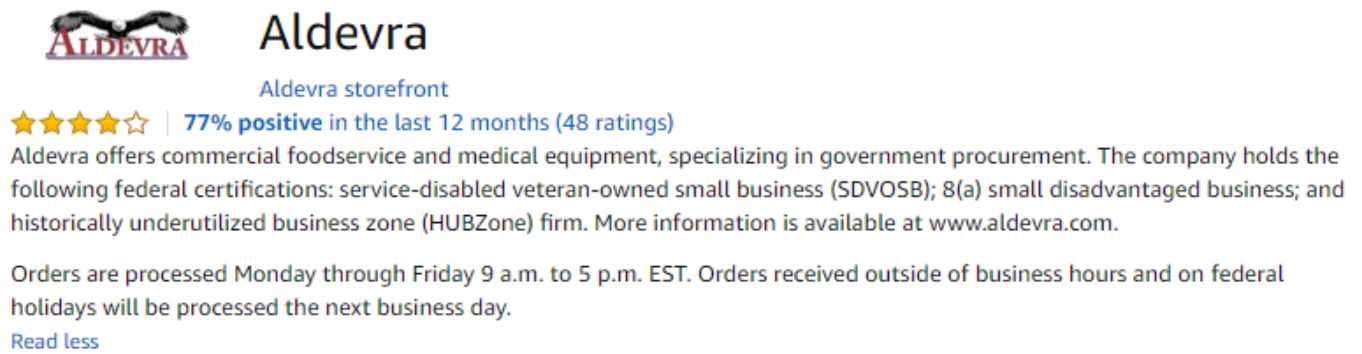 ALDEVRA
Aldevra
Aldevra storefront
77% positive in the last 12 months (48 ratings)
Aldevra offers commercial foodservice and medical equipment, specializing in government procurement. The company holds the
following federal certifications: service-disabled veteran-owned small business (SDVOSB); 8(a) small disadvantaged business; and
historically underutilized business zone (HUBZone) firm. More information is available at www.aldevra.com.
Orders are processed Monday through Friday 9 a.m. to 5 p.m. EST. Orders received outside of business hours and on federal
holidays will be processed the next business day.
Read less